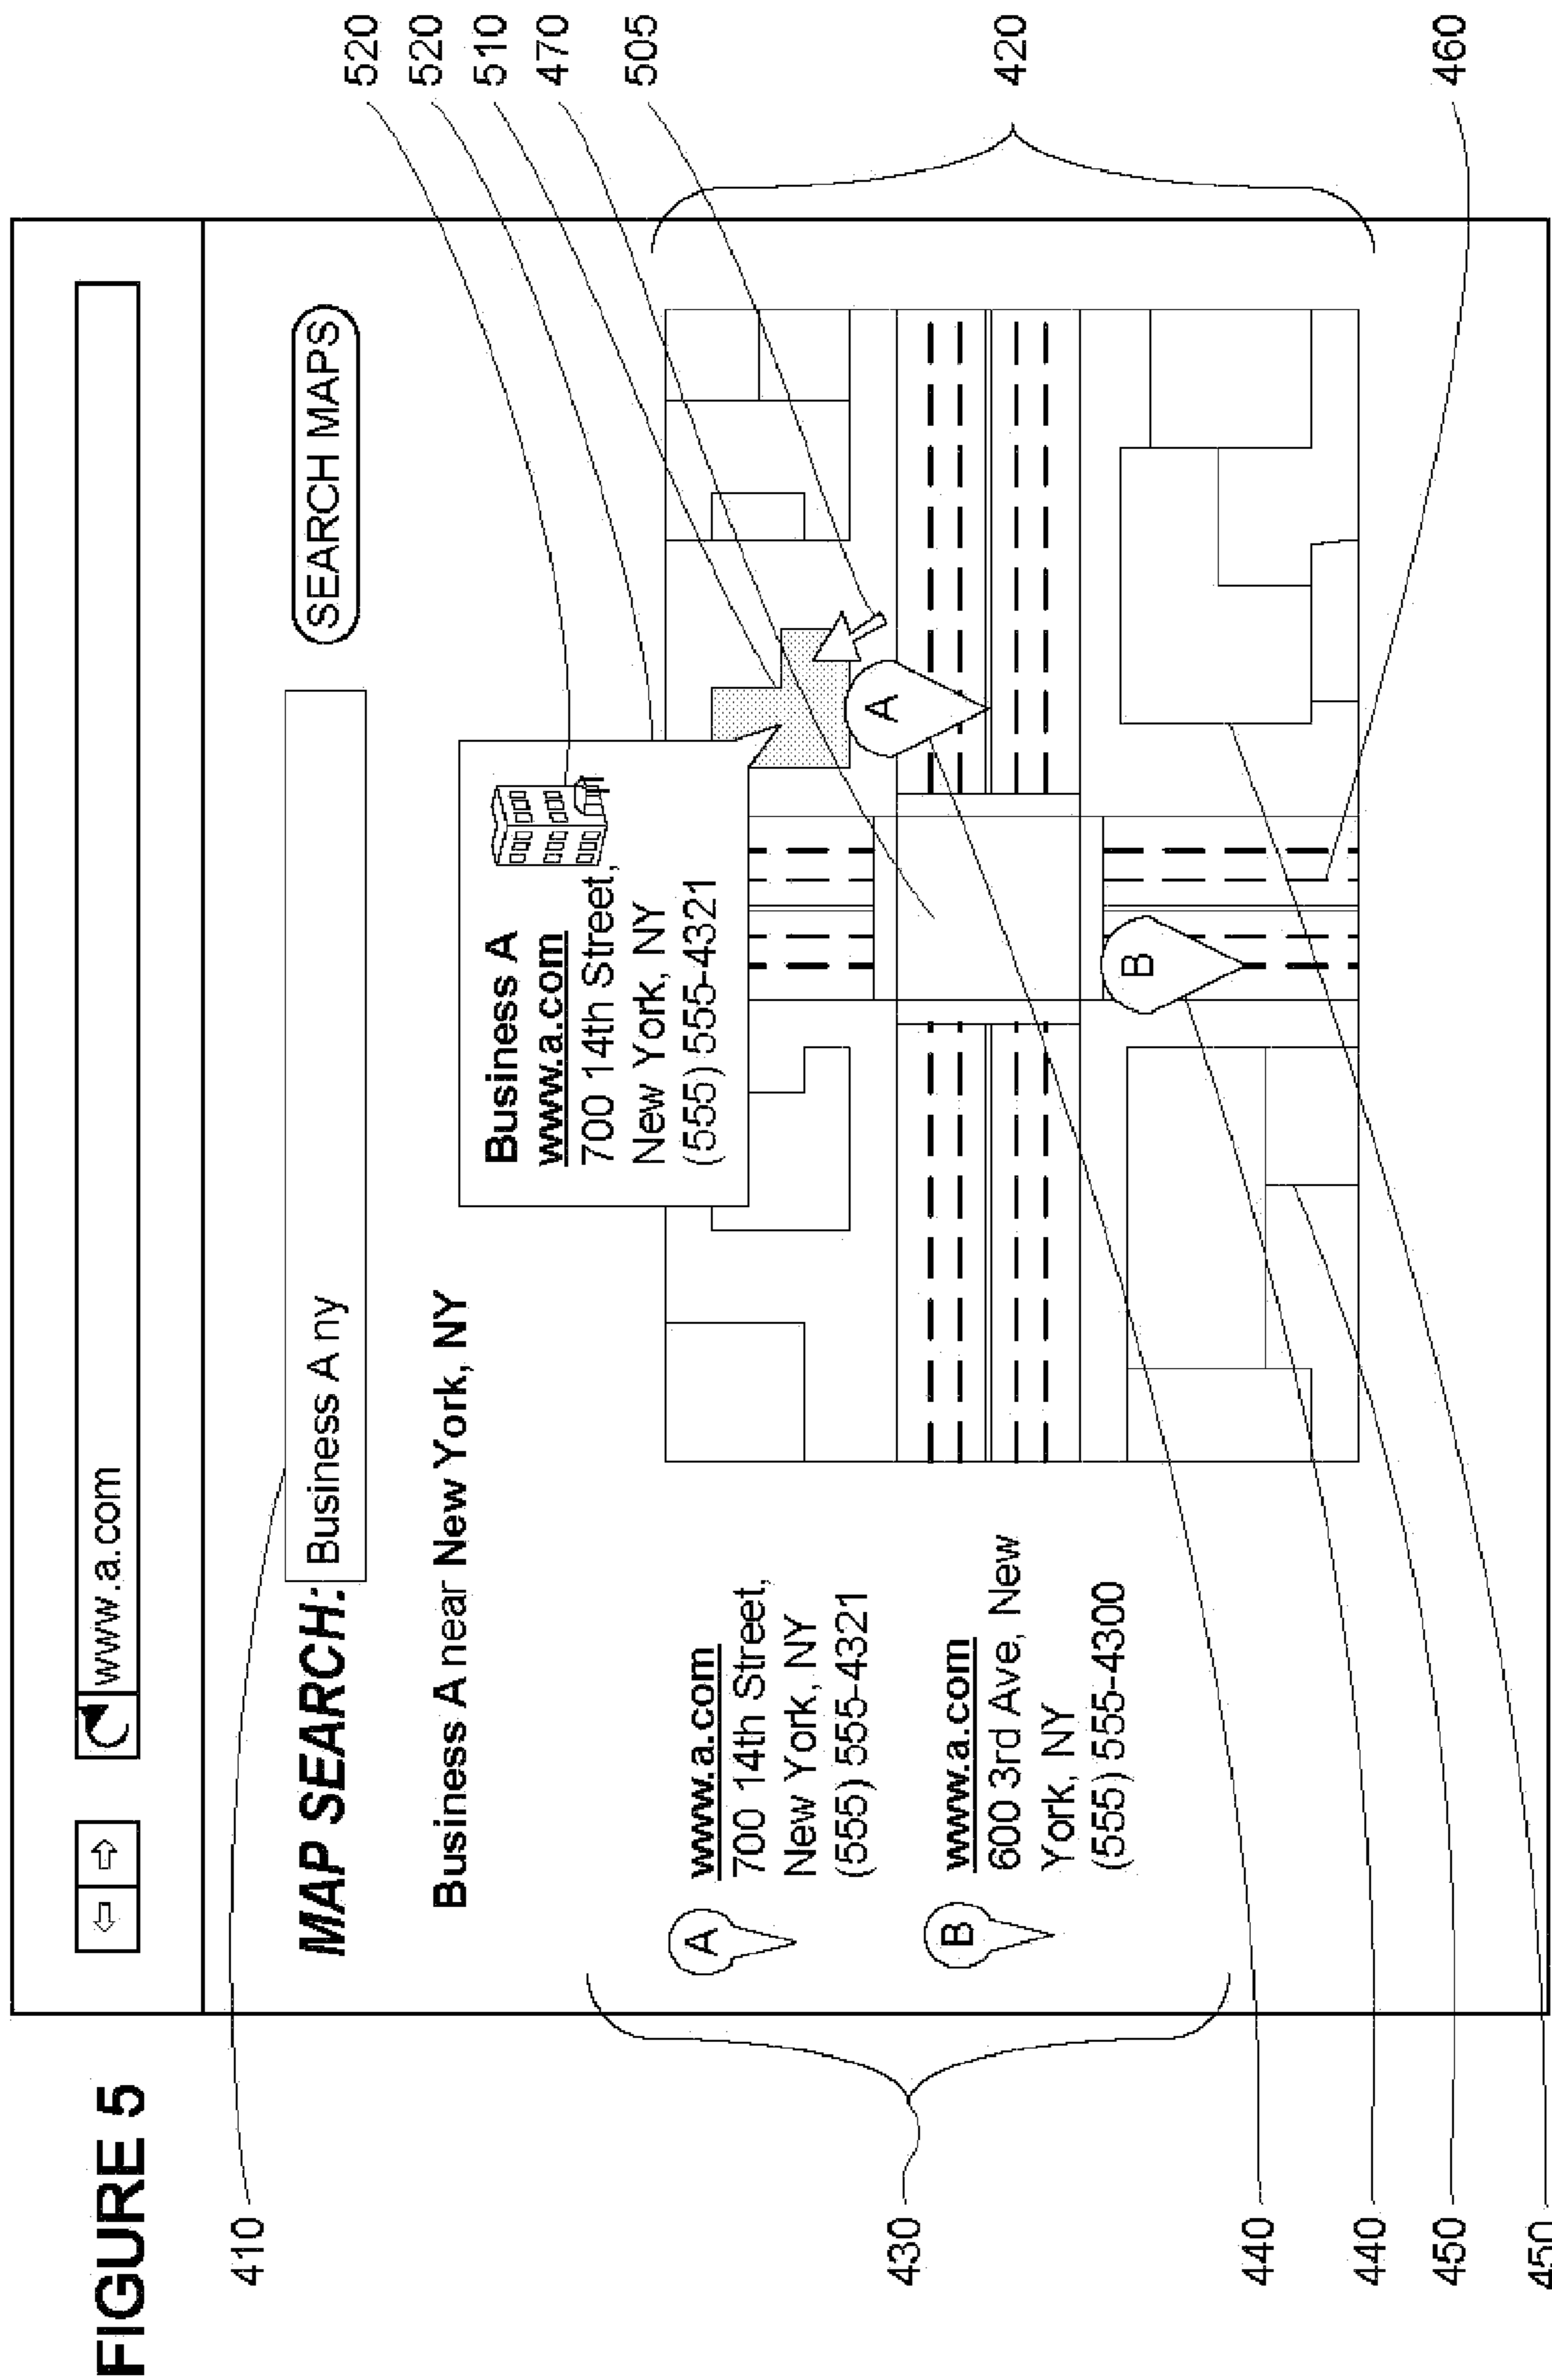 FIGURE 5
www.a.com
MAP SEARCH:
Business A ny
SEARCH MAPS
Business A near New York, NY
A
www.a.com
700 14th Street,
New York, NY
(555) 555-4321
B
www.a.com
600 3rd Ave, New
York, NY
(555) 555-4300
Business A
www.a.com
700 14th Street,
New York, NY
(555) 555-4321
A
B
410
430
440
440
450
450
520
520
510
470
505
420
460